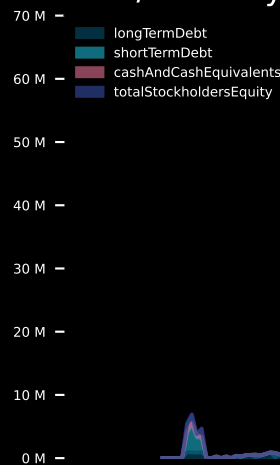 70 M
longTermDebt
shortTermDebt
60 M
cashAndCashEquivalents
totalStockholdersEquity
50 M
40 M
30 M
20 M
10 M
0 M